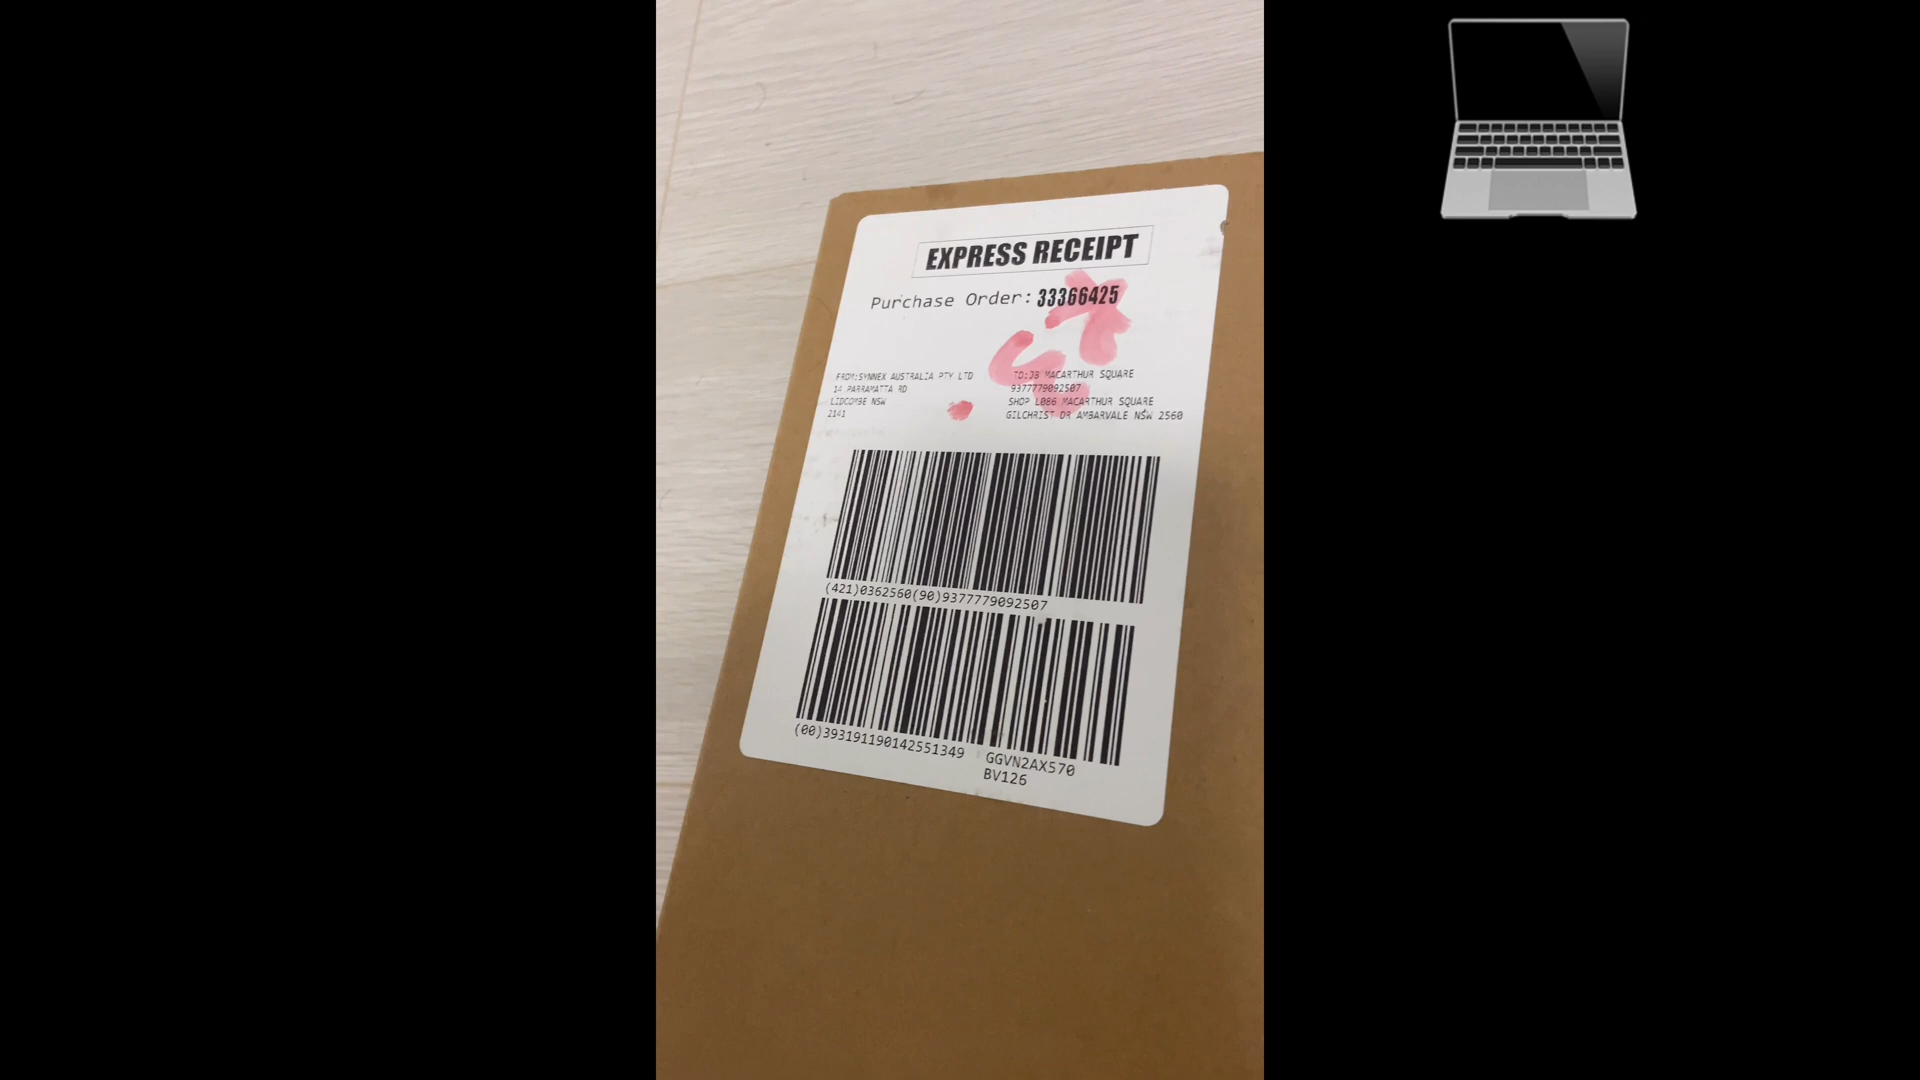 EXPRESS RECEIPT
Purchase Order: 33366425
FROM:SYNNEX AUSTRALIA PTY LTD
14 PARRAMATTA RD
LIDCOMBE NSW
2141
TO:JB MACARTHUR SQUARE
9377779092507
SHOP L086 MACARTHUR SQUARE
GILCHRIST DR AMBARVALE NSW 2560
(421)0362560(90)9377779092507
(00)393191190142551349
GGVN2AX570
BV126